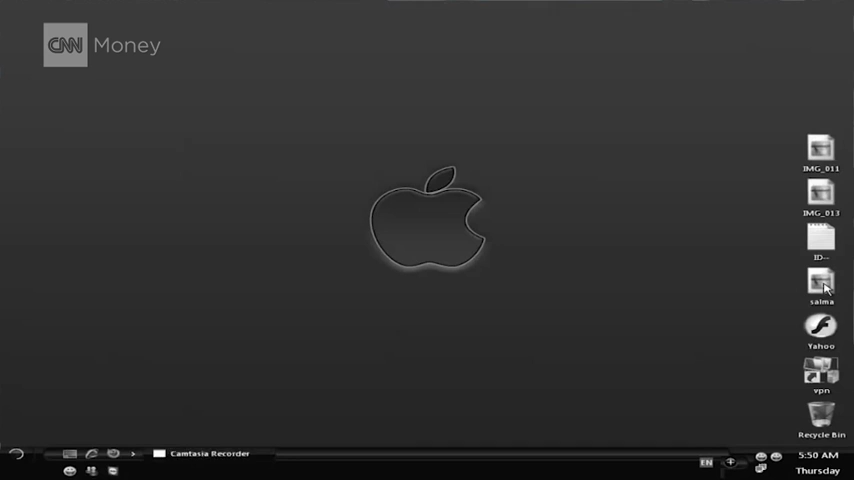 CNN Money
IMG_011
IMG_013
ID--
salma
Yahoo
vpn
Recycle Bin
Camtasia Recorder
EN
5:50 AM
Thursday